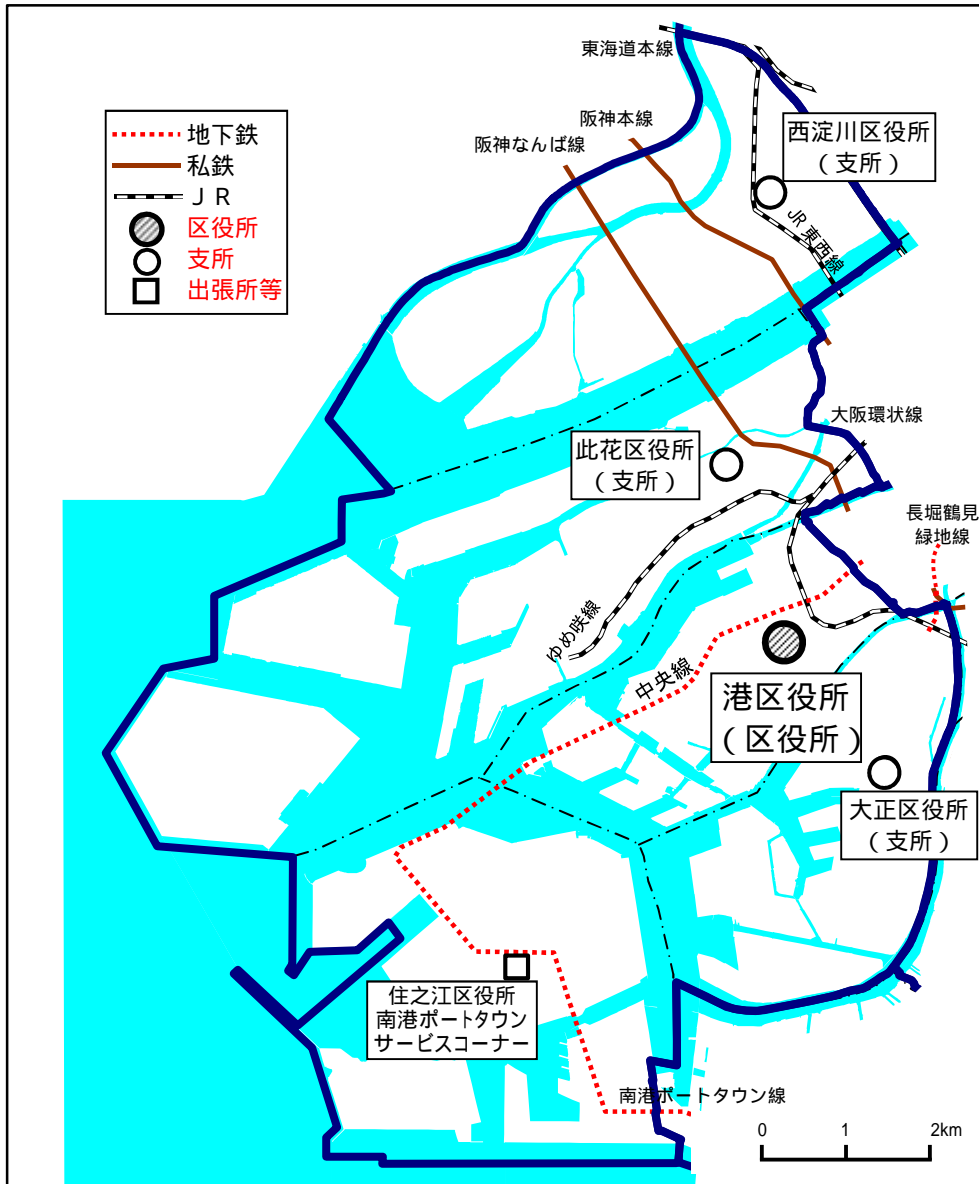 東海道本線
阪神本線
阪神なんば線
地下鉄
私鉄
ＪＲ
区役所
支所
出張所等
西淀川区役所
（支所）
JR東西線
大阪環状線
此花区役所
（支所）
長堀鶴見
緑地線
ゆめ咲線
中央線
港区役所
（区役所）
大正区役所
（支所）
住之江区役所
南港ポートタウン
サービスコーナー
南港ポートタウン線
0 1 2km